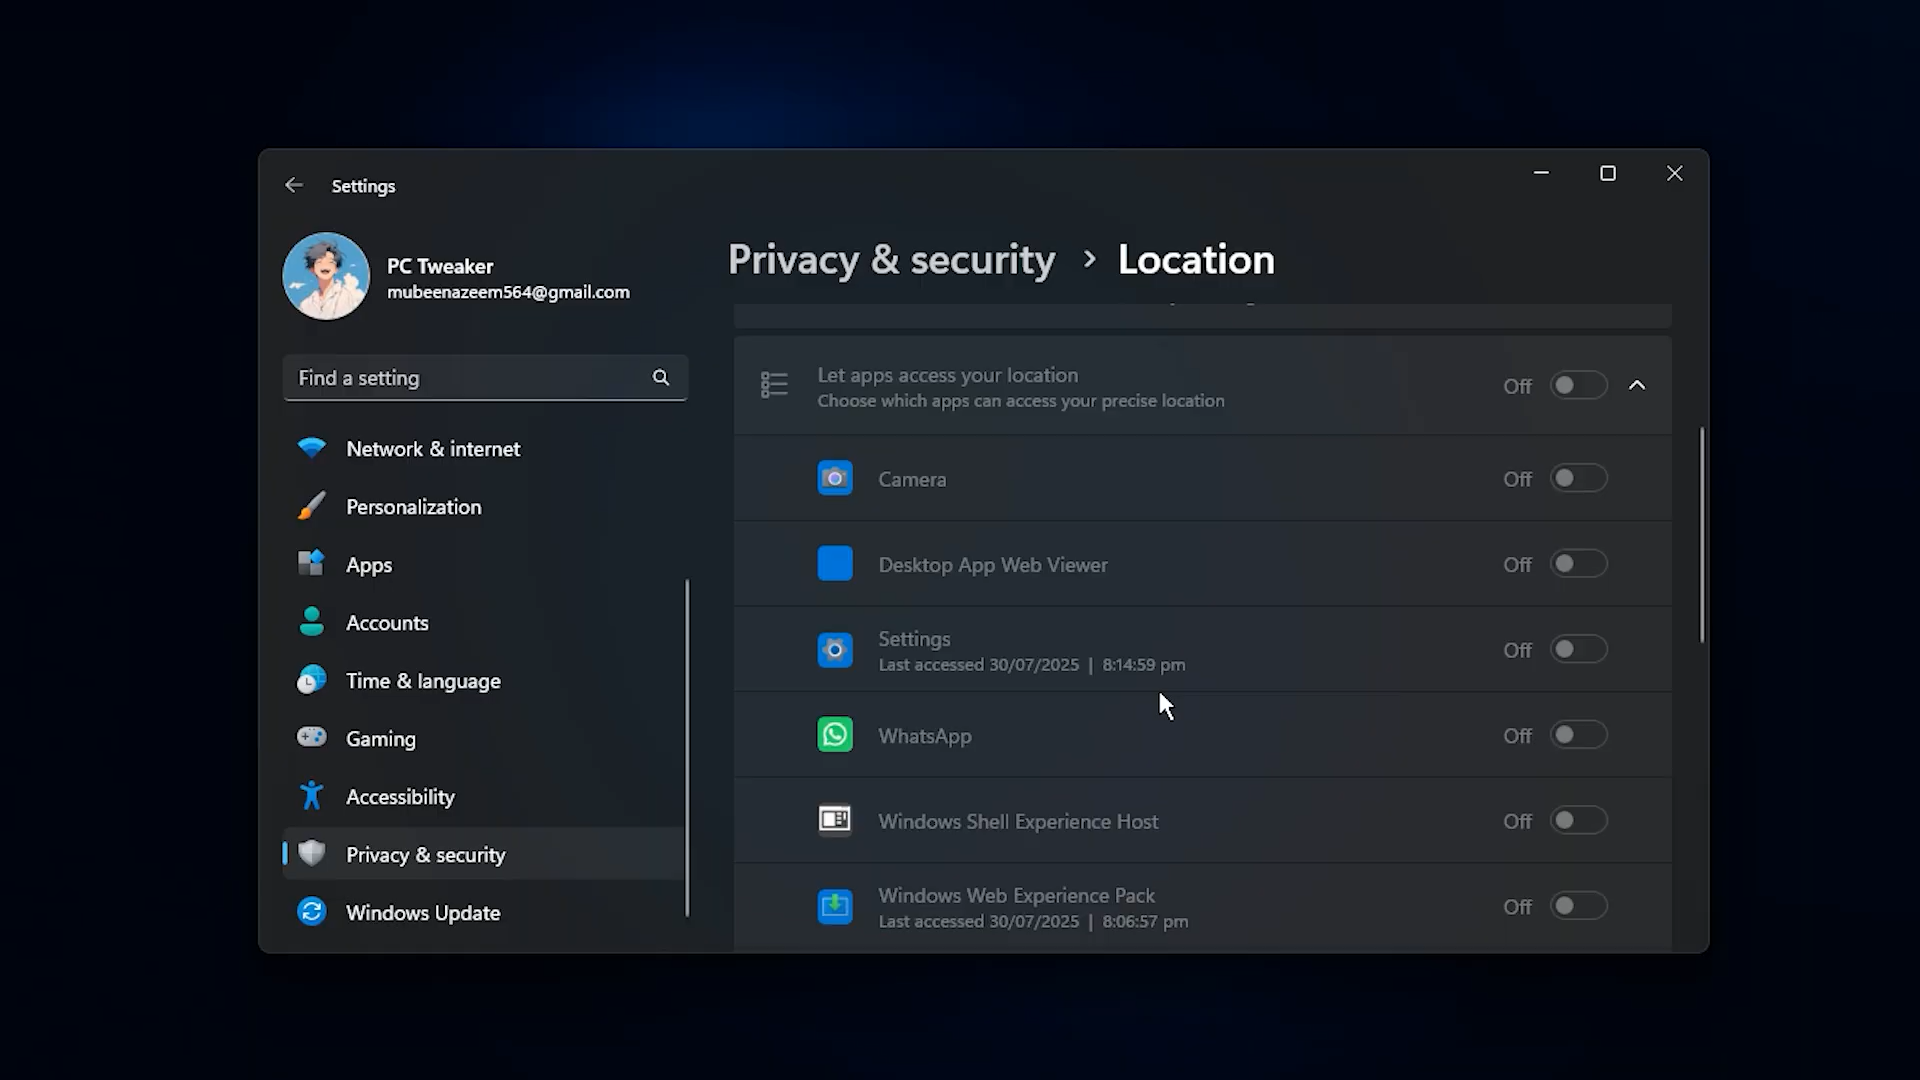 Settings
PC Tweaker
mubeenazeem564@gmail.com
Find a setting
Network & internet
Personalization
Apps
Accounts
Time & language
Gaming
Accessibility
Privacy & security
Windows Update
Privacy & security > Location
Let apps access your location
Choose which apps can access your precise location
Off
Camera
Off
Desktop App Web Viewer
Off
Settings
Last accessed 30/07/2025 | 8:14:59 pm
Off
WhatsApp
Off
Windows Shell Experience Host
Off
Windows Web Experience Pack
Last accessed 30/07/2025 | 8:06:57 pm
Off